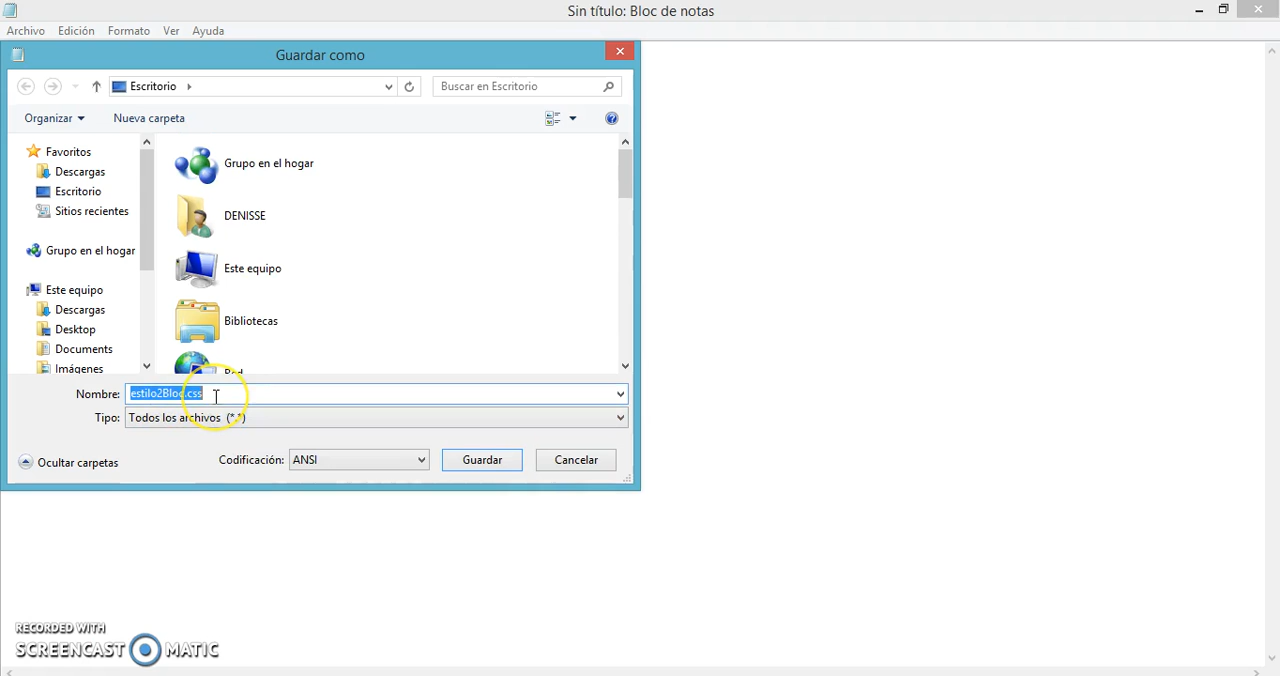 Sin título: Bloc de notas
Archivo Edición Formato Ver Ayuda
Guardar como
Escritorio
Buscar en Escritorio
Organizar
Nueva carpeta
Favoritos
Descargas
Escritorio
Sitios recientes
Grupo en el hogar
Este equipo
Descargas
Desktop
Documents
Imágenes
Grupo en el hogar
DENISSE
Este equipo
Bibliotecas
Red
Nombre: estilo2Bloc.css
Tipo: Todos los archivos (*.*)
Ocultar carpetas
Codificación: ANSI
Guardar
Cancelar
RECORDED WITH
SCREENCAST MATIC